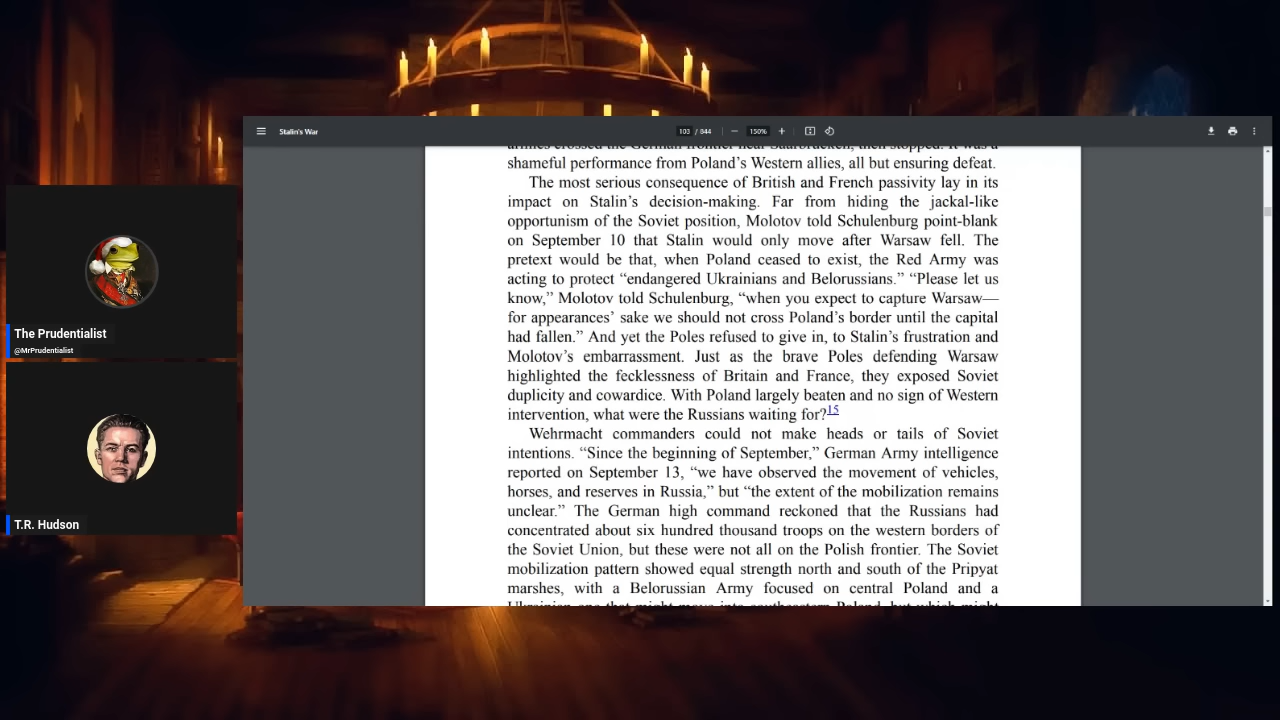 Stalin's War
103 / 844
150%
shameful performance from Poland's Western allies, all but ensuring defeat.
The most serious consequence of British and French passivity lay in its
impact on Stalin's decision-making. Far from hiding the jackal-like
opportunism of the Soviet position, Molotov told Schulenburg point-blank
on September 10 that Stalin would only move after Warsaw fell. The
pretext would be that, when Poland ceased to exist, the Red Army was
acting to protect “endangered Ukrainians and Belorussians.” “Please let us
know,” Molotov told Schulenburg, “when you expect to capture Warsaw—
for appearances’ sake we should not cross Poland’s border until the capital
had fallen.” And yet the Poles refused to give in, to Stalin’s frustration and
Molotov’s embarrassment. Just as the brave Poles defending Warsaw
highlighted the fecklessness of Britain and France, they exposed Soviet
duplicity and cowardice. With Poland largely beaten and no sign of Western
intervention, what were the Russians waiting for?15
Wehrmacht commanders could not make heads or tails of Soviet
intentions. “Since the beginning of September,” German Army intelligence
reported on September 13, “we have observed the movement of vehicles,
horses, and reserves in Russia,” but “the extent of the mobilization remains
unclear.” The German high command reckoned that the Russians had
concentrated about six hundred thousand troops on the western borders of
the Soviet Union, but these were not all on the Polish frontier. The Soviet
mobilization pattern showed equal strength north and south of the Pripyat
marshes, with a Belorussian Army focused on central Poland and a
The Prudentialist
@MrPrudentialist
T.R. Hudson